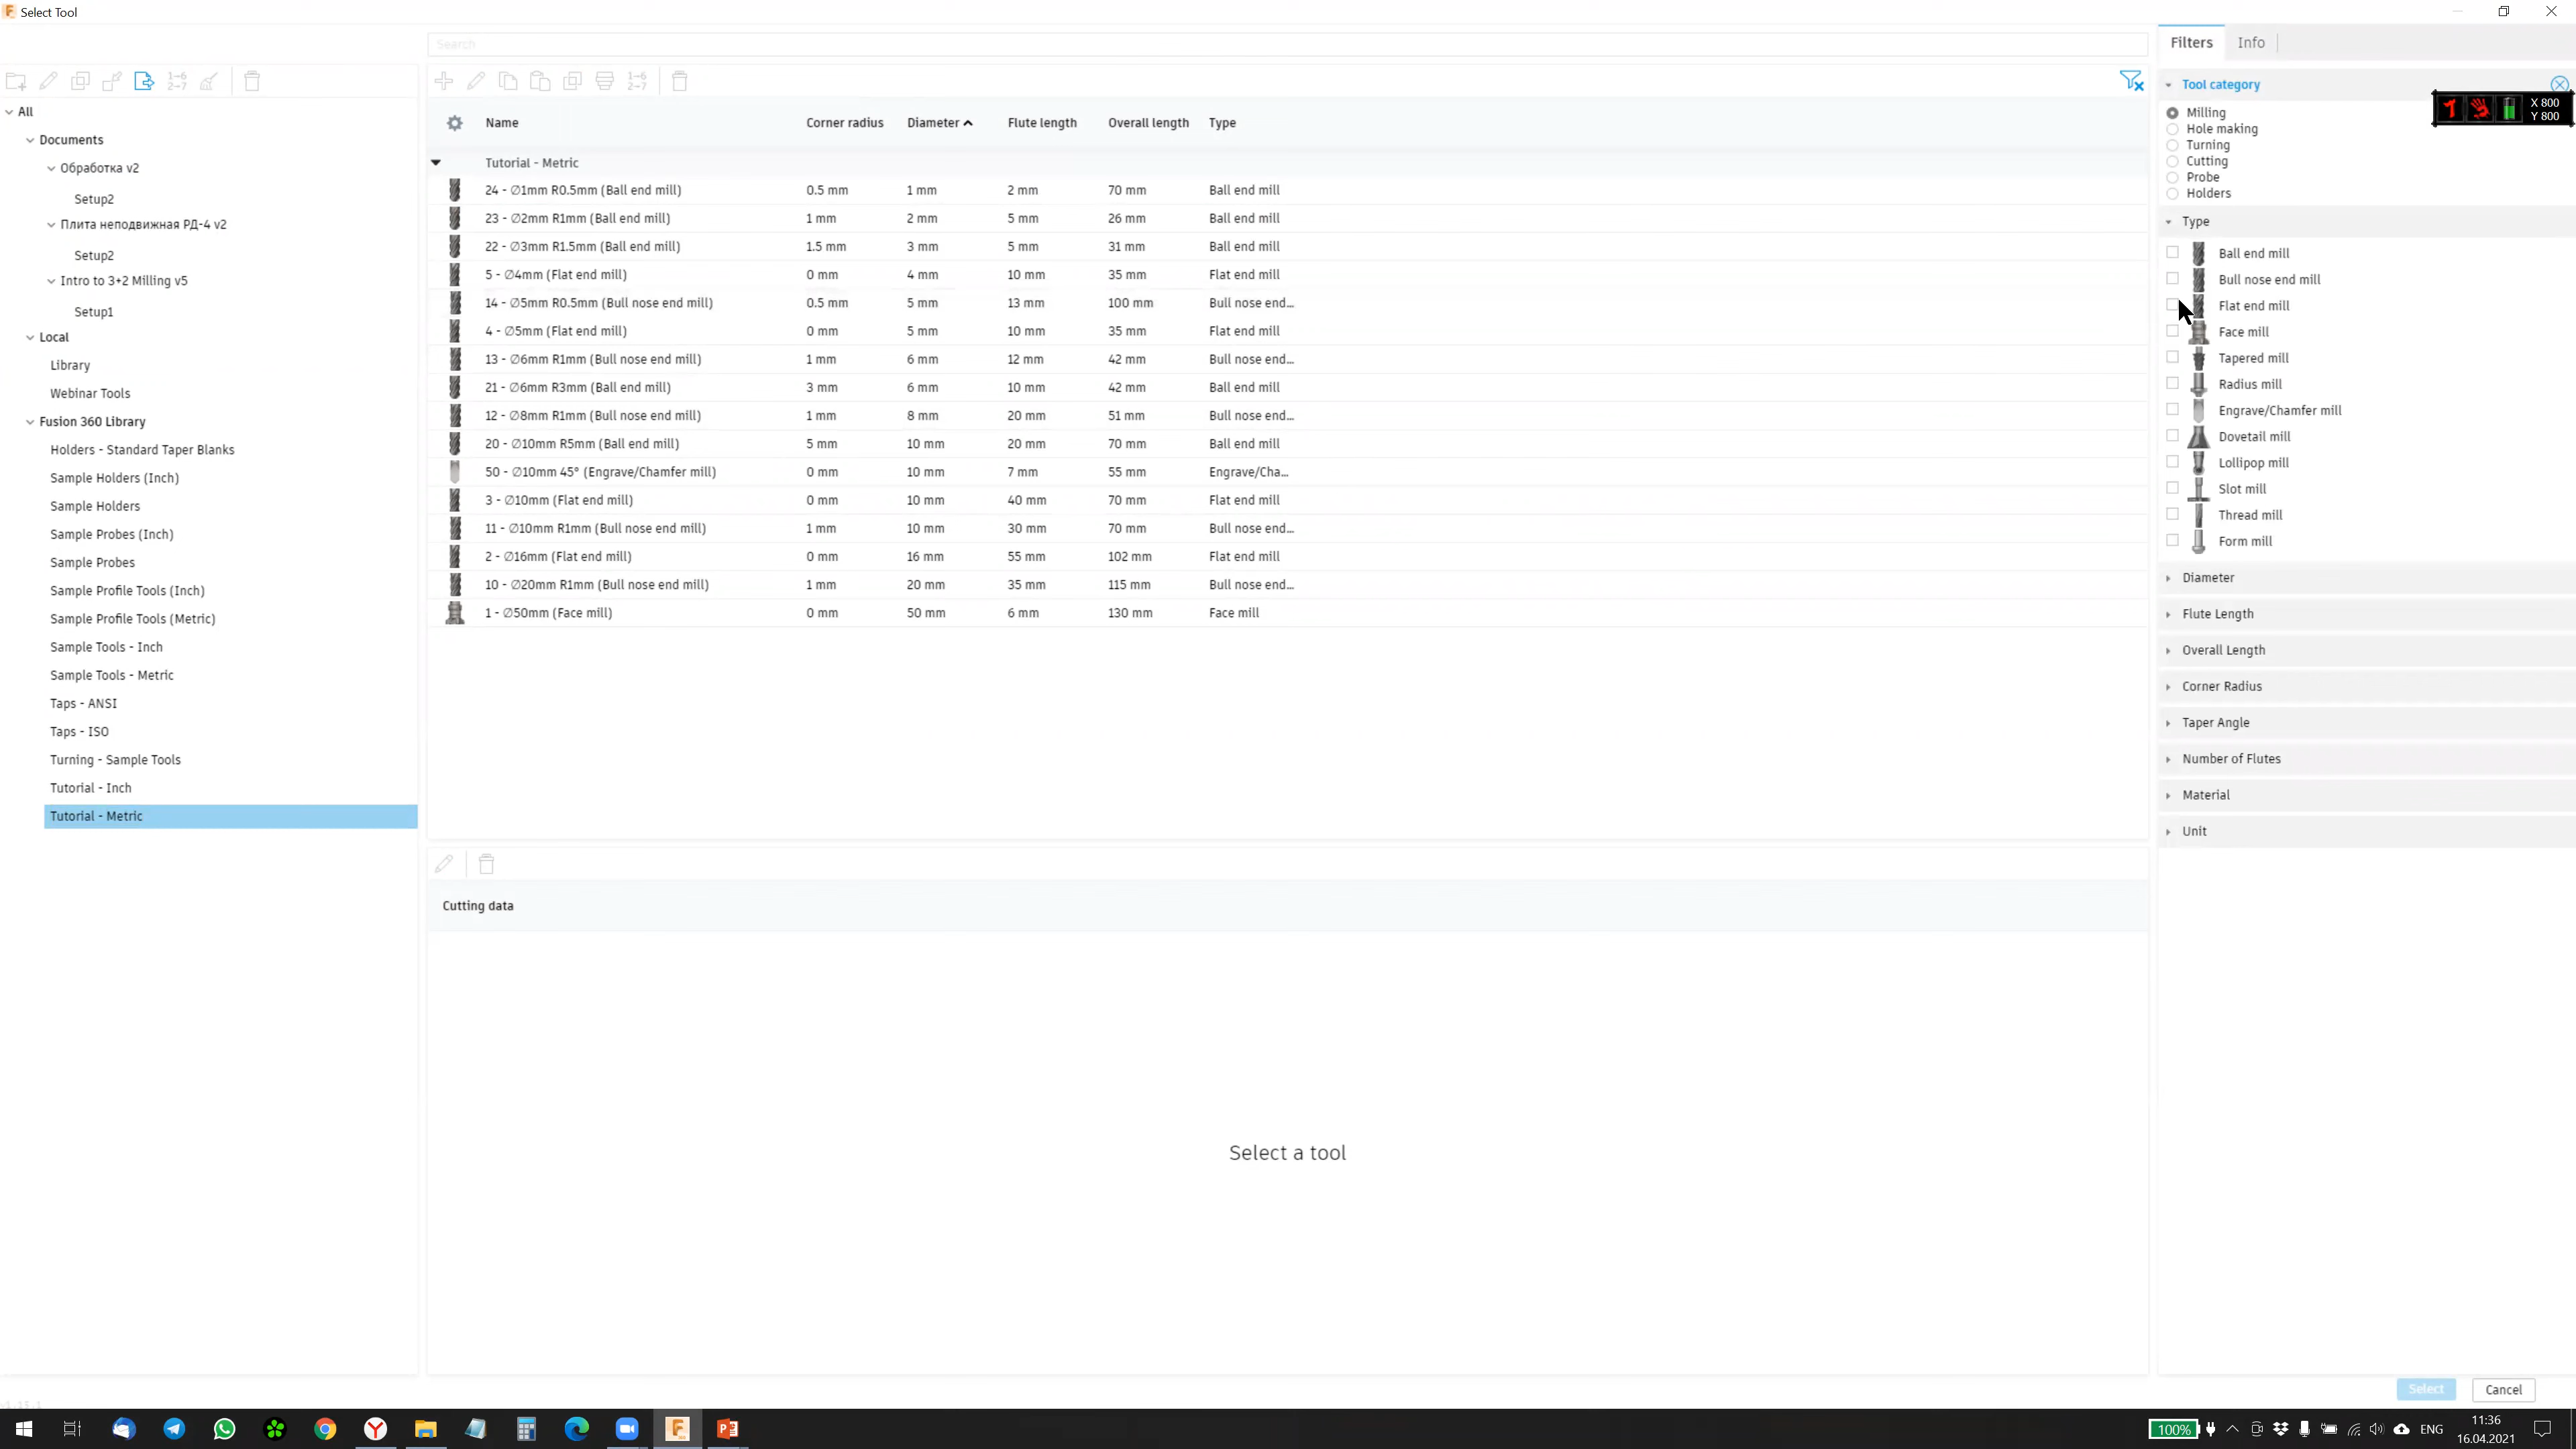 Select Tool
Search
Filters Info
All
Documents
Обработка v2
Setup2
Плита неподвижная РД-4 v2
Setup2
Intro to 3+2 Milling v5
Setup1
Local
Library
Webinar Tools
Fusion 360 Library
Holders - Standard Taper Blanks
Sample Holders (Inch)
Sample Holders
Sample Probes (Inch)
Sample Probes
Sample Profile Tools (Inch)
Sample Profile Tools (Metric)
Sample Tools - Inch
Sample Tools - Metric
Taps - ANSI
Taps - ISO
Turning - Sample Tools
Tutorial - Inch
Tutorial - Metric
Name Corner radius Diameter Flute length Overall length Type
Tutorial - Metric
24 - ∅1mm R0.5mm (Ball end mill) 0.5 mm 1 mm 2 mm 70 mm Ball end mill
23 - ∅2mm R1mm (Ball end mill) 1 mm 2 mm 5 mm 26 mm Ball end mill
22 - ∅3mm R1.5mm (Ball end mill) 1.5 mm 3 mm 5 mm 31 mm Ball end mill
5 - ∅4mm (Flat end mill) 0 mm 4 mm 10 mm 35 mm Flat end mill
14 - ∅5mm R0.5mm (Bull nose end mill) 0.5 mm 5 mm 13 mm 100 mm Bull nose end...
4 - ∅5mm (Flat end mill) 0 mm 5 mm 10 mm 35 mm Flat end mill
13 - ∅6mm R1mm (Bull nose end mill) 1 mm 6 mm 12 mm 42 mm Bull nose end...
21 - ∅6mm R3mm (Ball end mill) 3 mm 6 mm 10 mm 42 mm Ball end mill
12 - ∅8mm R1mm (Bull nose end mill) 1 mm 8 mm 20 mm 51 mm Bull nose end...
20 - ∅10mm R5mm (Ball end mill) 5 mm 10 mm 20 mm 70 mm Ball end mill
50 - ∅10mm 45° (Engrave/Chamfer mill) 0 mm 10 mm 7 mm 55 mm Engrave/Cha...
3 - ∅10mm (Flat end mill) 0 mm 10 mm 40 mm 70 mm Flat end mill
11 - ∅10mm R1mm (Bull nose end mill) 1 mm 10 mm 30 mm 70 mm Bull nose end...
2 - ∅16mm (Flat end mill) 0 mm 16 mm 55 mm 102 mm Flat end mill
10 - ∅20mm R1mm (Bull nose end mill) 1 mm 20 mm 35 mm 115 mm Bull nose end...
1 - ∅50mm (Face mill) 0 mm 50 mm 6 mm 130 mm Face mill
Cutting data
Select a tool
Tool category
X 800
Y 800
Milling
Hole making
Turning
Cutting
Probe
Holders
Type
Ball end mill
Bull nose end mill
Flat end mill
Face mill
Tapered mill
Radius mill
Engrave/Chamfer mill
Dovetail mill
Lollipop mill
Slot mill
Thread mill
Form mill
Diameter
Flute Length
Overall Length
Corner Radius
Taper Angle
Number of Flutes
Material
Unit
Select Cancel
100% ENG 11:36
16.04.2021